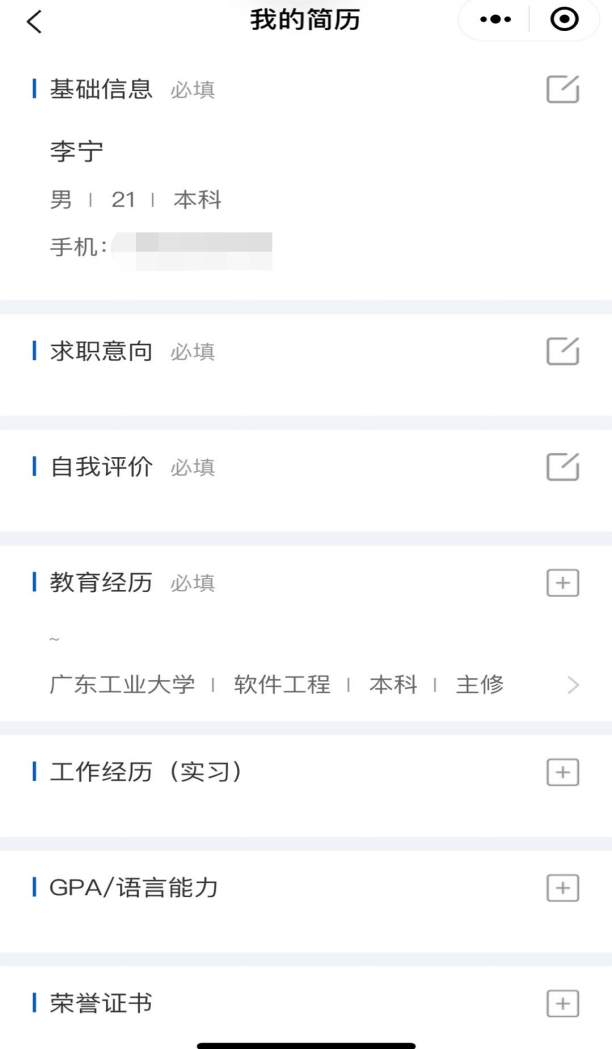 我的简历
基础信息 必填
李宁
男 | 21 | 本科
手机:
求职意向 必填
自我评价 必填
教育经历 必填
~
广东工业大学 | 软件工程 | 本科 | 主修
工作经历（实习）
GPA/语言能力
荣誉证书